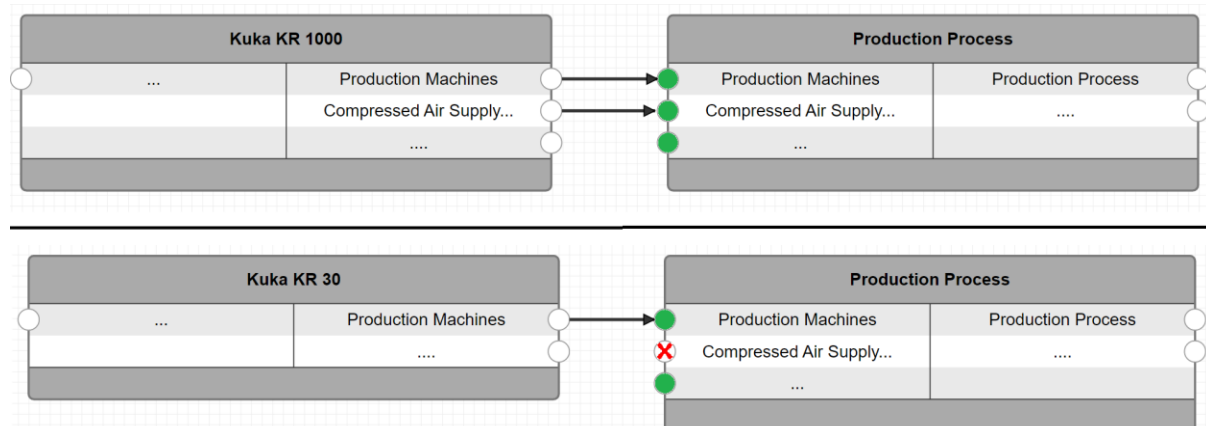 Kuka KR 1000 Production Process
... Production Machines Production Machines Production Process
Compressed Air Supply... Compressed Air Supply... ....
.... ...
Kuka KR 30 Production Process
... Production Machines Production Machines Production Process
.... Compressed Air Supply... ....
...